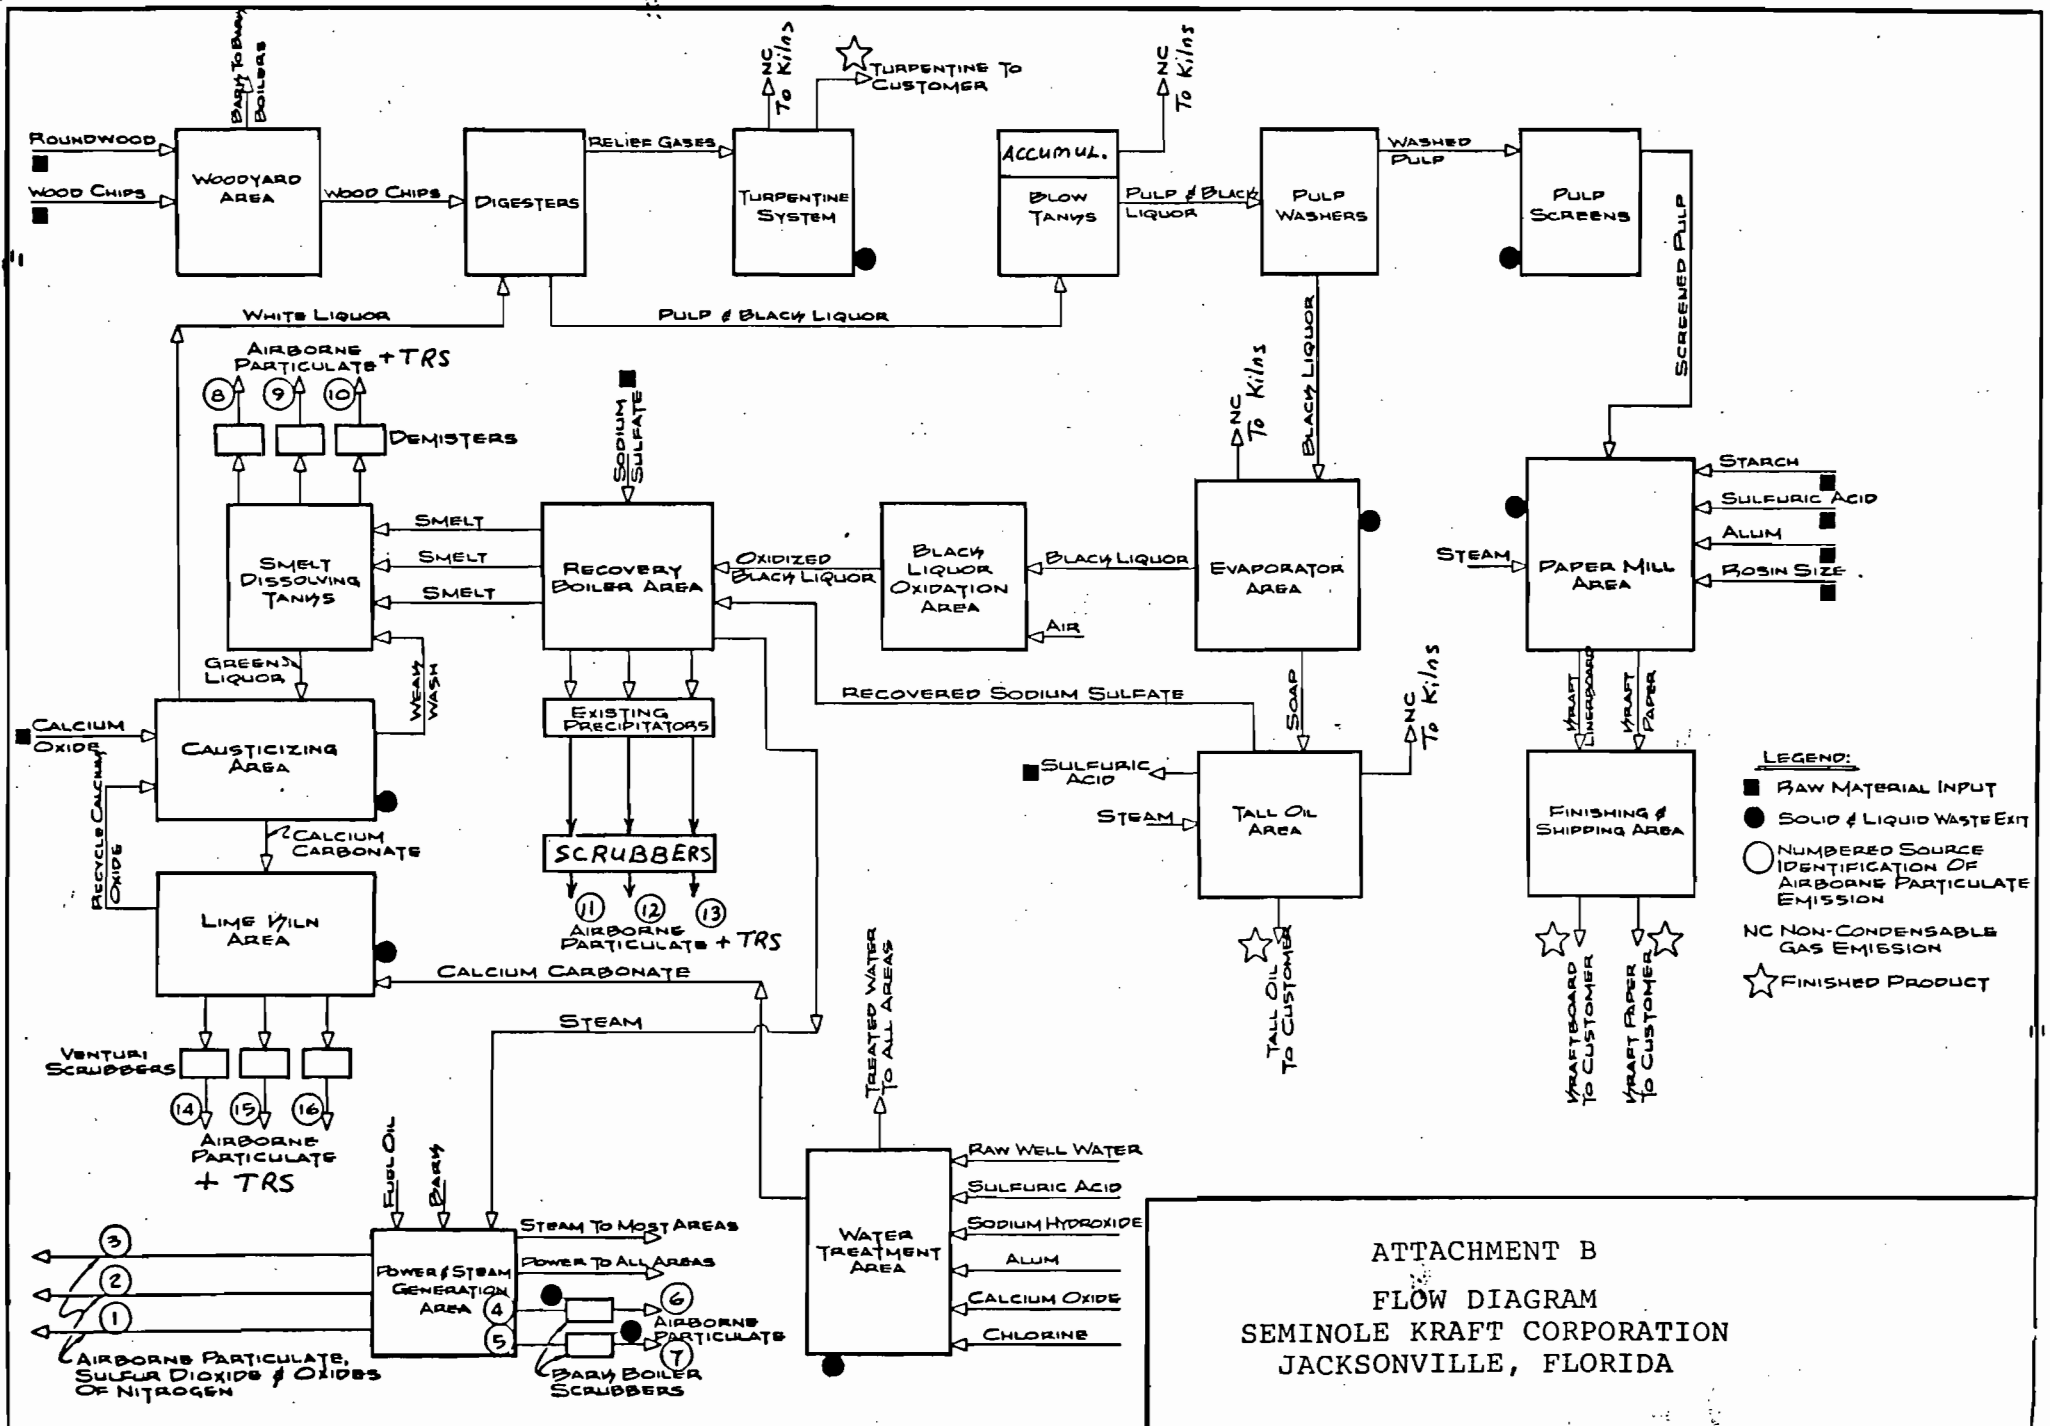 BARK TO BARK
BOILERS
NC
To Kilns
TURPENTINE TO
CUSTOMER
NC
To Kilns
ROUNDWOOD
WOOD CHIPS
WOODYARD
AREA
WOOD CHIPS
DIGESTERS
RELIEF GASES
TURPENTINE
SYSTEM
ACCUMUL.
BLOW
TANKS
PULP & BLACK
LIQUOR
PULP
WASHERS
WASHED
PULP
PULP
SCREENS
SCREENED PULP
WHITE LIQUOR
PULP & BLACK LIQUOR
BLACK LIQUOR
AIRBORNE
PARTICULATE + TRS
8
9
10
DEMISTERS
SODIUM
SULFATE
NC
To Kilns
SMELT
DISSOLVING
TANKS
SMELT
SMELT
SMELT
RECOVERY
BOILER AREA
OXIDIZED
BLACK LIQUOR
BLACK
LIQUOR
OXIDATION
AREA
AIR
BLACK LIQUOR
EVAPORATOR
AREA
STEAM
PAPER MILL
AREA
STARCH
SULFURIC ACID
ALUM
ROSIN SIZE
GREEN
LIQUOR
WEAK
WASH
CALCIUM
OXIDE
CAUSTICIZING
AREA
RECYCLE CALCIUM
OXIDE
CALCIUM
CARBONATE
LIME KILN
AREA
EXISTING
PRECIPITATORS
SCRUBBERS
11
12
13
AIRBORNE
PARTICULATE + TRS
RECOVERED SODIUM SULFATE
SOAP
NC
To Kilns
SULFURIC
ACID
STEAM
TALL OIL
AREA
TALL OIL
TO CUSTOMER
KRAFT
LINERBOARD
KRAFT
PAPER
FINISHING &
SHIPPING AREA
KRAFTBOARD
TO CUSTOMER
KRAFT PAPER
TO CUSTOMER
LEGEND:
RAW MATERIAL INPUT
SOLID & LIQUID WASTE EXIT
NUMBERED SOURCE
IDENTIFICATION OF
AIRBORNE PARTICULATE
EMISSION
NC NON-CONDENSABLE
GAS EMISSION
FINISHED PRODUCT
CALCIUM CARBONATE
STEAM
VENTURI
SCRUBBERS
14
15
16
AIRBORNE
PARTICULATE
+ TRS
TREATED WATER
TO ALL AREAS
FUEL OIL
BARK
3
2
1
AIRBORNE PARTICULATE,
SULFUR DIOXIDE & OXIDES
OF NITROGEN
POWER & STEAM
GENERATION
AREA
4
5
STEAM TO MOST AREAS
POWER TO ALL AREAS
6
AIRBORNE
PARTICULATE
7
BARK BOILER
SCRUBBERS
WATER
TREATMENT
AREA
RAW WELL WATER
SULFURIC ACID
SODIUM HYDROXIDE
ALUM
CALCIUM OXIDE
CHLORINE
ATTACHMENT B
FLOW DIAGRAM
SEMINOLE KRAFT CORPORATION
JACKSONVILLE, FLORIDA